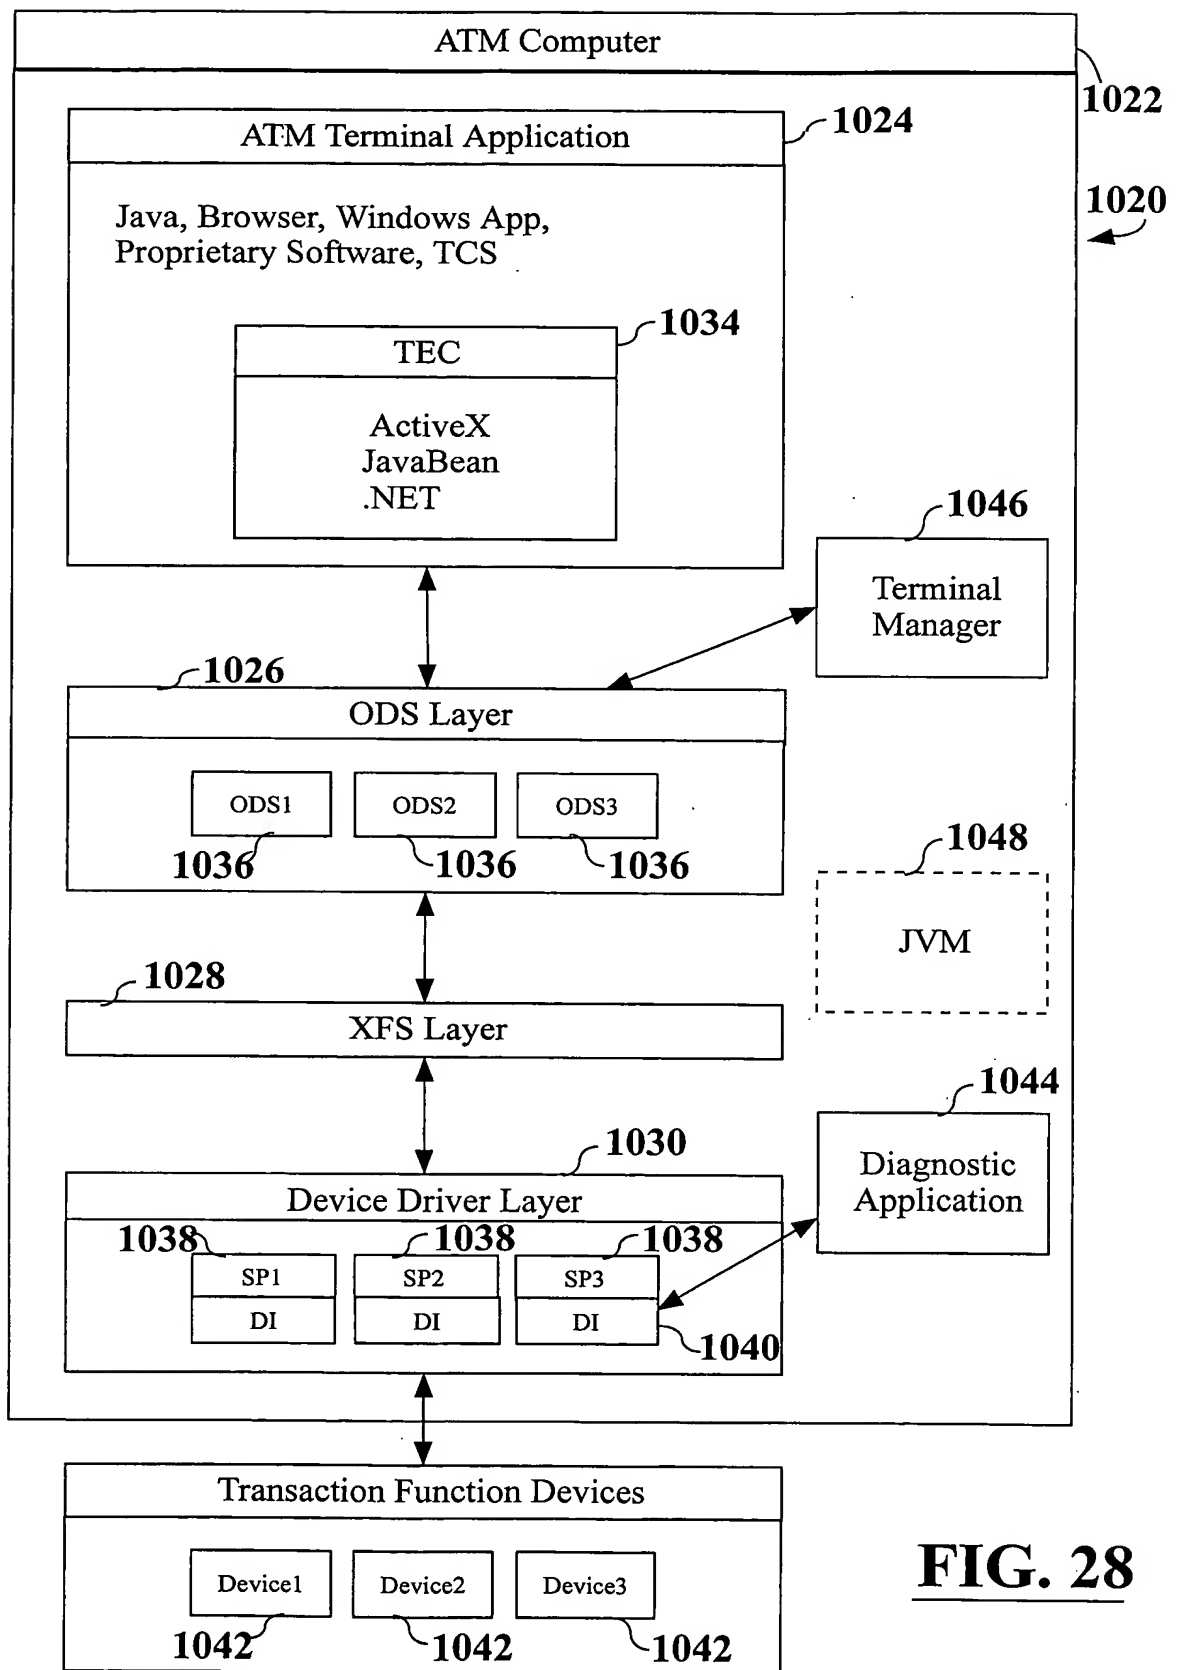 ATM Computer
1022
ATM Terminal Application
1024
1020
Java, Browser, Windows App,
Proprietary Software, TCS
1034
TEC
ActiveX
JavaBean
.NET
1046
Terminal
Manager
1026
ODS Layer
ODS1
ODS2
ODS3
1036
1036
1036
1048
JVM
1028
XFS Layer
1044
Diagnostic
Application
1030
Device Driver Layer
1038
1038
1038
SP1
SP2
SP3
DI
DI
DI
1040
Transaction Function Devices
Device1
Device2
Device3
1042
1042
1042
FIG. 28